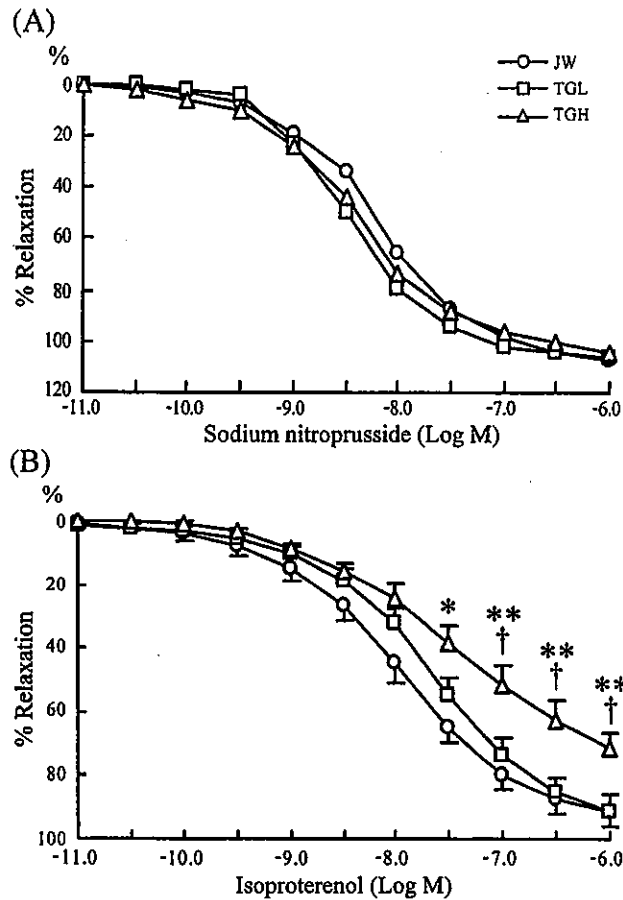 (A)
%
JW
TGL
TGH
0
20
40
60
80
100
120
% Relaxation
-11.0 -10.0 -9.0 -8.0 -7.0 -6.0
Sodium nitroprusside (Log M)
(B)
%
0
20
40
60
80
100
% Relaxation
* ** ** **
† † †
-11.0 -10.0 -9.0 -8.0 -7.0 -6.0
Isoproterenol (Log M)